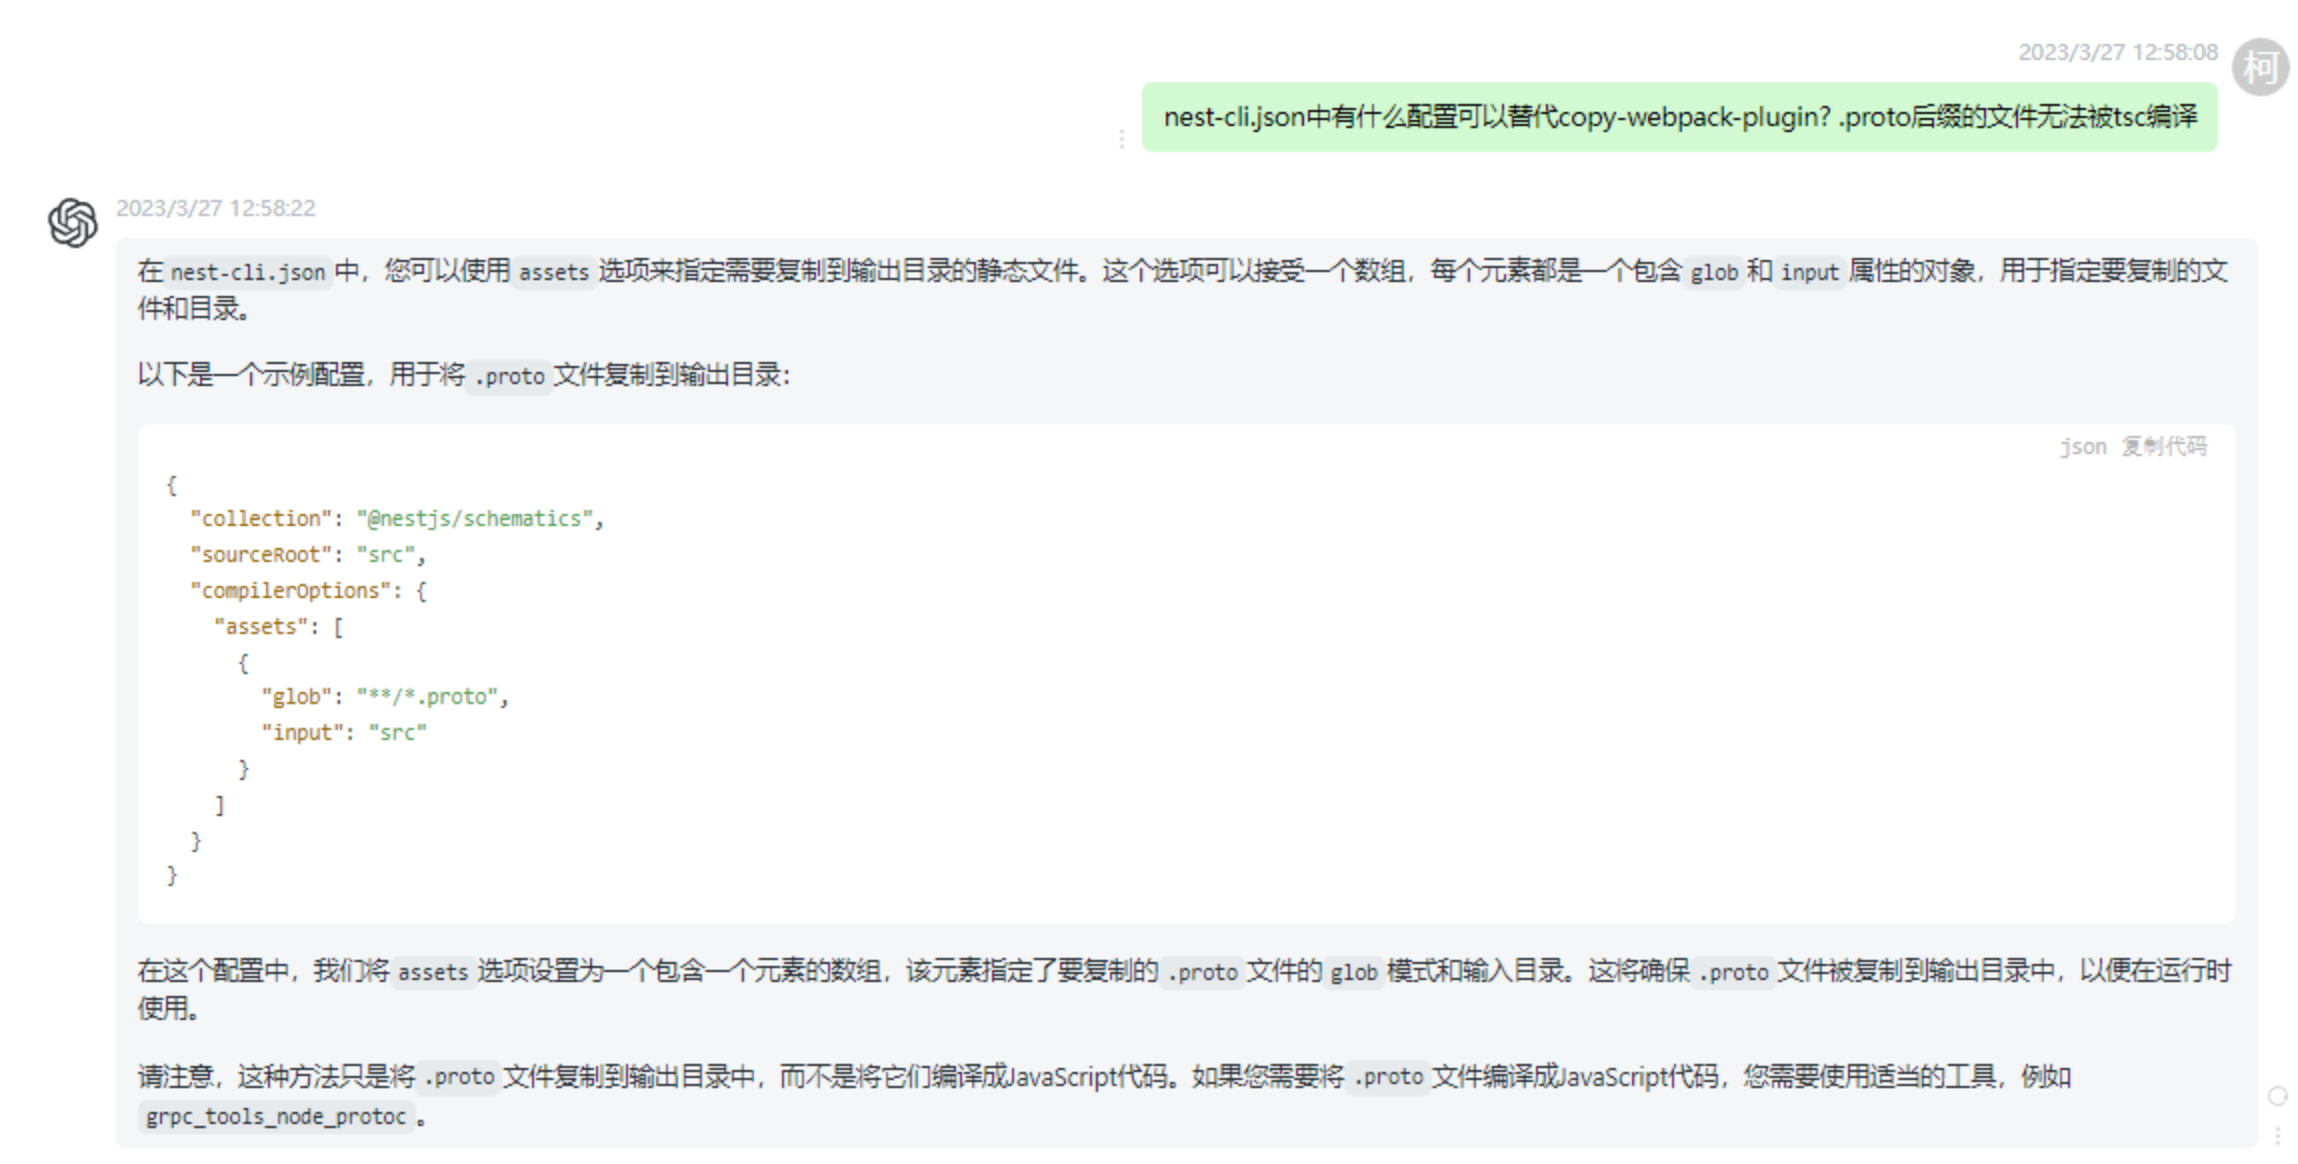 2023/3/27 12:58:08
柯
nest-cli.json中有什么配置可以替代copy-webpack-plugin? .proto后缀的文件无法被tsc编译
2023/3/27 12:58:22
在 nest-cli.json 中，您可以使用 assets 选项来指定需要复制到输出目录的静态文件。这个选项可以接受一个数组，每个元素都是一个包含 glob 和 input 属性的对象，用于指定要复制的文
件和目录。
以下是一个示例配置，用于将 .proto 文件复制到输出目录：
json 复制代码
{
  "collection": "@nestjs/schematics",
  "sourceRoot": "src",
  "compilerOptions": {
    "assets": [
      {
        "glob": "**/*.proto",
        "input": "src"
      }
    ]
  }
}
在这个配置中，我们将 assets 选项设置为一个包含一个元素的数组，该元素指定了要复制的 .proto 文件的 glob 模式和输入目录。这将确保 .proto 文件被复制到输出目录中，以便在运行时
使用。
请注意，这种方法只是将 .proto 文件复制到输出目录中，而不是将它们编译成JavaScript代码。如果您需要将 .proto 文件编译成JavaScript代码，您需要使用适当的工具，例如
grpc_tools_node_protoc 。